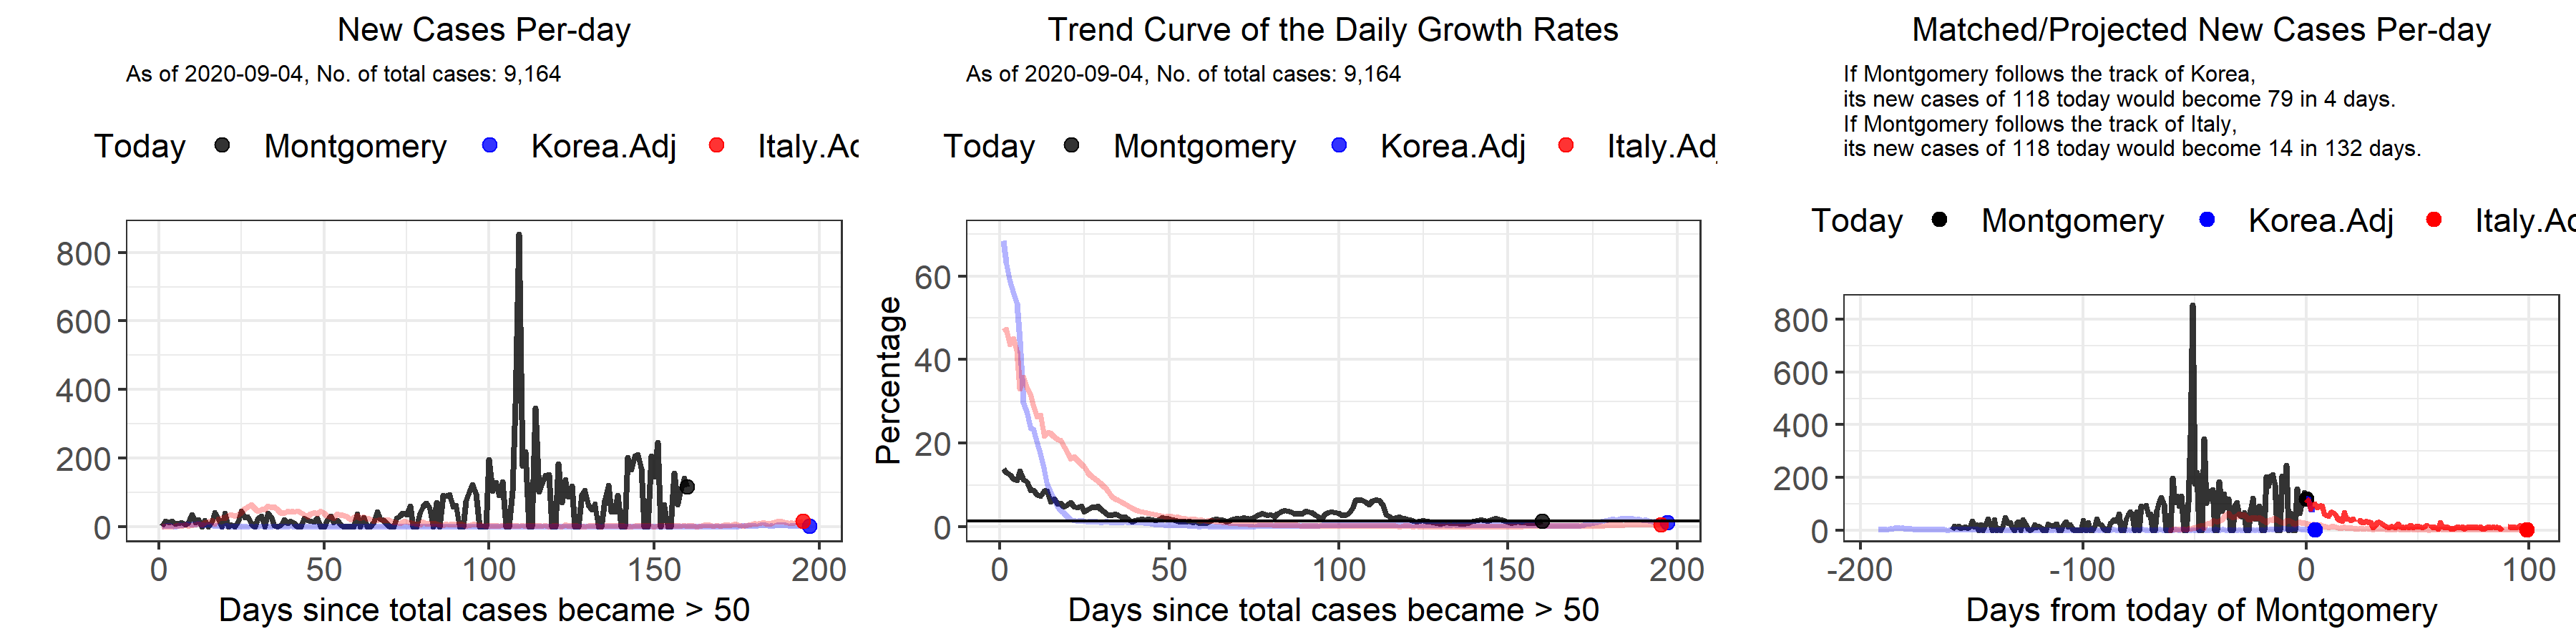 New Cases Per-day
As of 2020-09-04, No. of total cases: 9,164
Today Montgomery Korea.Adj Italy.Ad
800
600
400
200
0
0 50 100 150 200
Days since total cases became > 50
Trend Curve of the Daily Growth Rates
As of 2020-09-04, No. of total cases: 9,164
Today Montgomery Korea.Adj Italy.Ad
Percentage
60
40
20
0
0 50 100 150 200
Days since total cases became > 50
Matched/Projected New Cases Per-day
If Montgomery follows the track of Korea,
its new cases of 118 today would become 79 in 4 days.
If Montgomery follows the track of Italy,
its new cases of 118 today would become 14 in 132 days.
Today Montgomery Korea.Adj Italy.Ad
800
600
400
200
0
-200 -100 0 100
Days from today of Montgomery